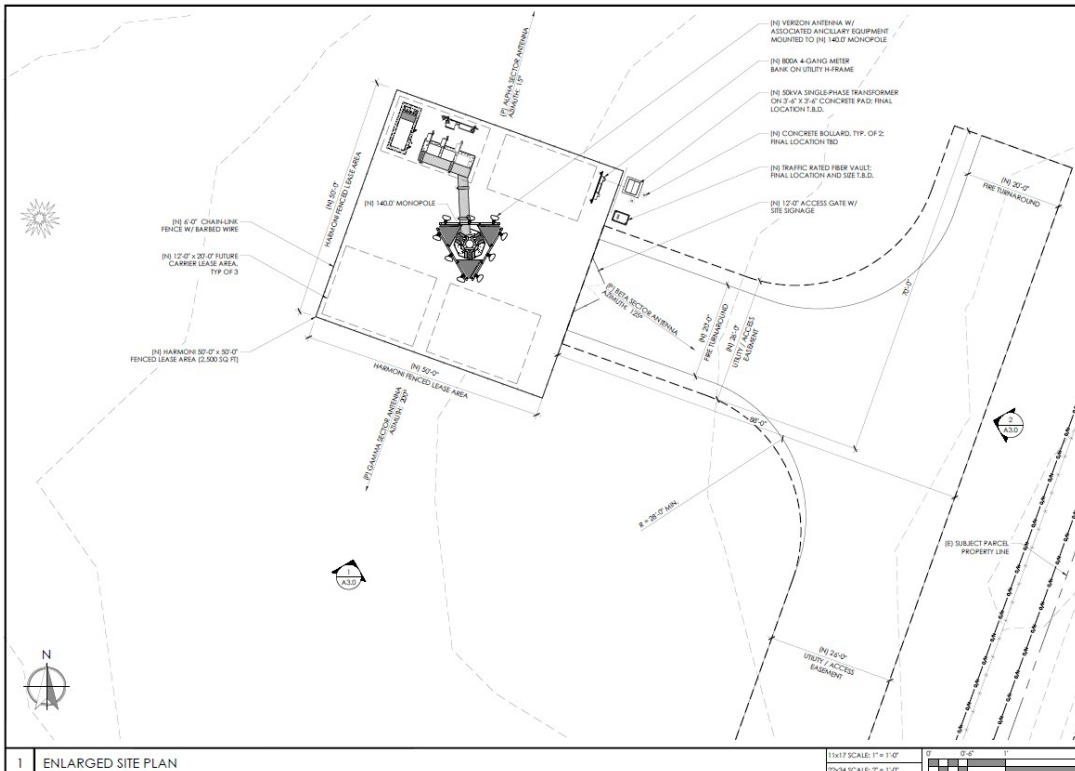 (N) VERIZON ANTENNA W/
ASSOCIATED ANCILLARY EQUIPMENT
MOUNTED TO (N) 140.0' MONOPOLE
(N) 800A 4-GANG METER
BANK ON UTILITY H-FRAME
(N) 50kVA SINGLE-PHASE TRANSFORMER
ON 3'-6" X 3'-6" CONCRETE PAD; FINAL
LOCATION T.B.D.
(N) CONCRETE BOLLARD, TYP. OF 2;
FINAL LOCATION TBD
(N) TRAFFIC RATED FIBER VAULT;
FINAL LOCATION AND SIZE T.B.D.
(N) 12'-0" ACCESS GATE W/
SITE SIGNAGE
(P) ALPHA SECTOR ANTENNA
AZIMUTH: 15°
(N) 50'-0"
HARMONI FENCED LEASE AREA
(N) 140.0' MONOPOLE
(N) 6'-0" CHAIN-LINK
FENCE W/ BARBED WIRE
(N) 12'-0" x 20'-0" FUTURE
CARRIER LEASE AREA,
TYP OF 3
(N) HARMONI 50'-0" x 50'-0"
FENCED LEASE AREA (2,500 SQ FT)
(N) 50'-0"
HARMONI FENCED LEASE AREA
(P) BETA SECTOR ANTENNA
AZIMUTH: 125°
(P) GAMMA SECTOR ANTENNA
AZIMUTH: 200°
(N) 20'-0"
FIRE TURNAROUND
(N) 26'-0"
UTILITY / ACCESS
EASEMENT
(N) 20'-0"
FIRE TURNAROUND
70'-0"
88'-0"
R = 28'-0" MIN.
2
A3.0
(E) SUBJECT PARCEL
PROPERTY LINE
1
A3.0
(N) 26'-0"
UTILITY / ACCESS
EASEMENT
N
1 ENLARGED SITE PLAN
11x17 SCALE: 1" = 1'-0"
22x34 SCALE: 2" = 1'-0"
0' 0'-6" 1'